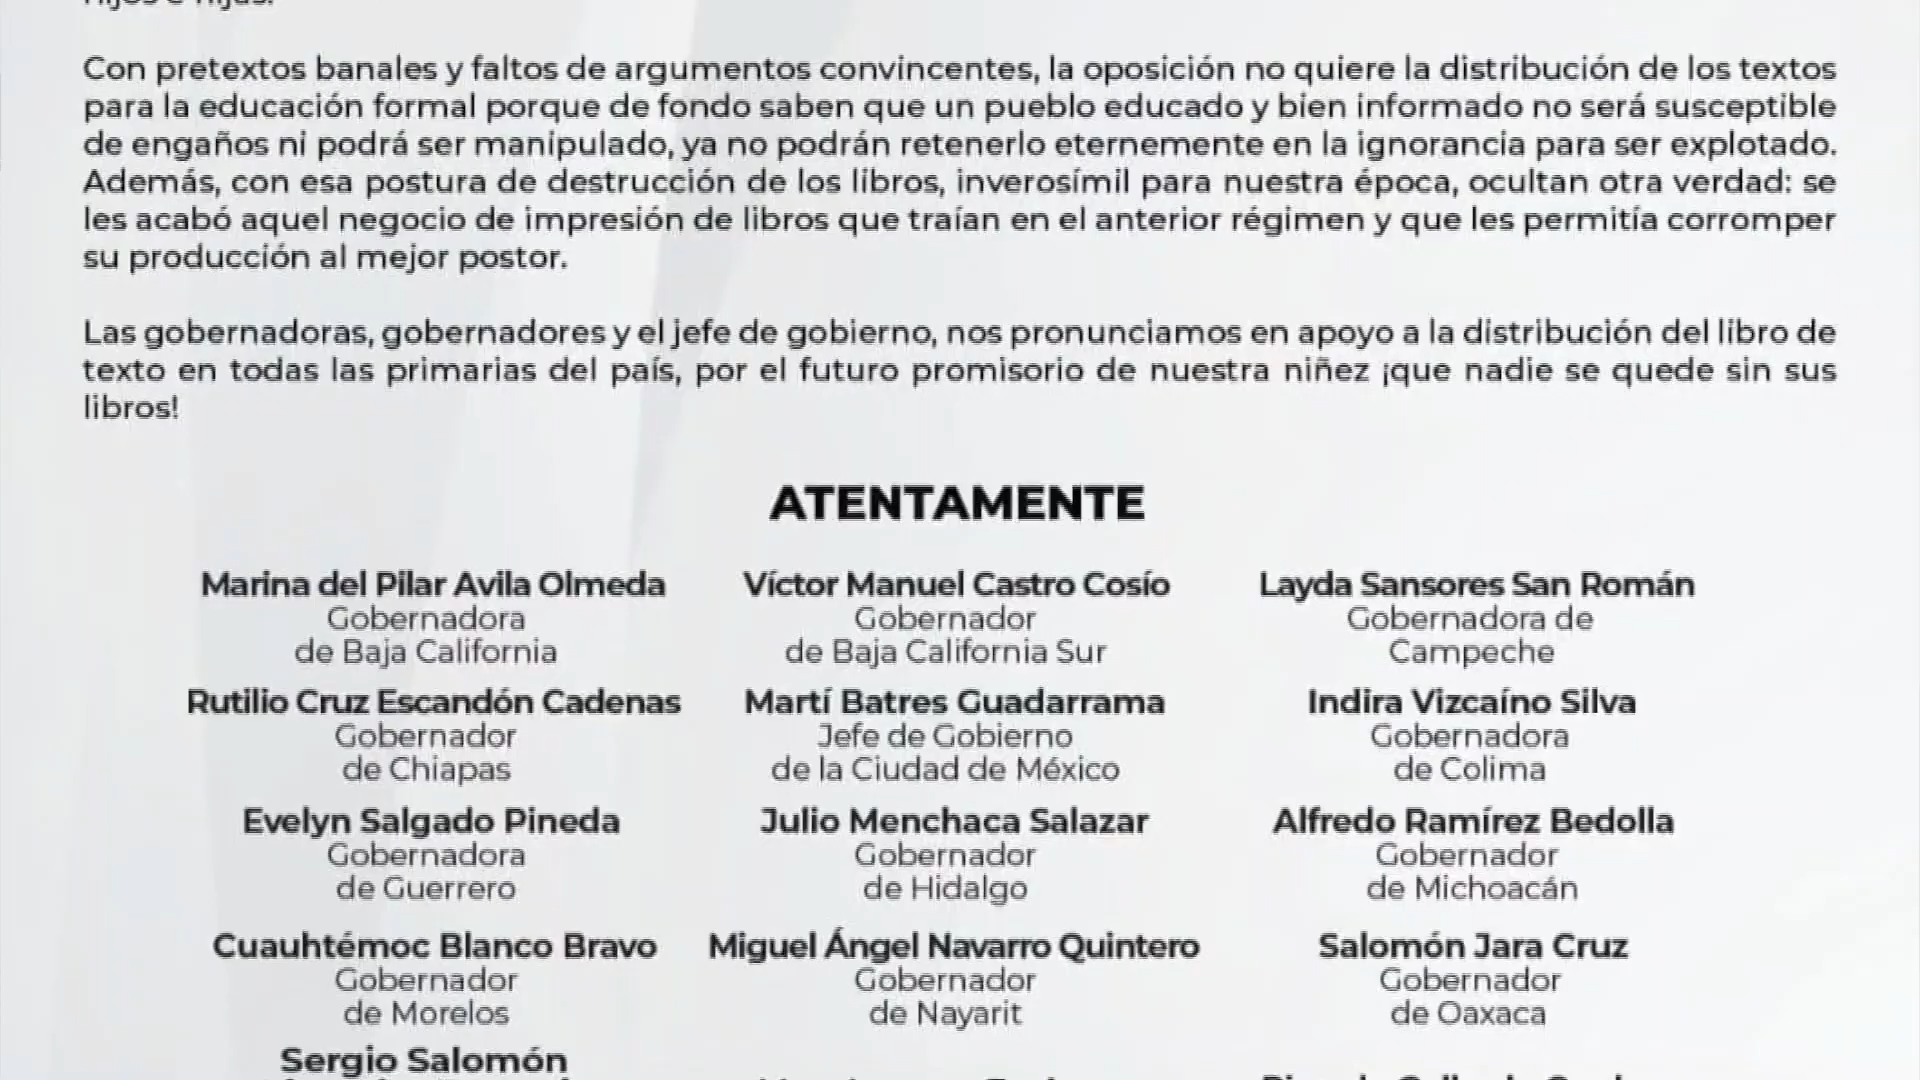 hijos e hijas.
Con pretextos banales y faltos de argumentos convincentes, la oposición no quiere la distribución de los textos
para la educación formal porque de fondo saben que un pueblo educado y bien informado no será susceptible
de engaños ni podrá ser manipulado, ya no podrán retenerlo eternemente en la ignorancia para ser explotado.
Además, con esa postura de destrucción de los libros, inverosímil para nuestra época, ocultan otra verdad: se
les acabó aquel negocio de impresión de libros que traían en el anterior régimen y que les permitía corromper
su producción al mejor postor.
Las gobernadoras, gobernadores y el jefe de gobierno, nos pronunciamos en apoyo a la distribución del libro de
texto en todas las primarias del país, por el futuro promisorio de nuestra niñez ¡que nadie se quede sin sus
libros!
ATENTAMENTE
Marina del Pilar Avila Olmeda
Gobernadora
de Baja California
Víctor Manuel Castro Cosío
Gobernador
de Baja California Sur
Layda Sansores San Román
Gobernadora de
Campeche
Rutilio Cruz Escandón Cadenas
Gobernador
de Chiapas
Martí Batres Guadarrama
Jefe de Gobierno
de la Ciudad de México
Indira Vizcaíno Silva
Gobernadora
de Colima
Evelyn Salgado Pineda
Gobernadora
de Guerrero
Julio Menchaca Salazar
Gobernador
de Hidalgo
Alfredo Ramírez Bedolla
Gobernador
de Michoacán
Cuauhtémoc Blanco Bravo
Gobernador
de Morelos
Miguel Ángel Navarro Quintero
Gobernador
de Nayarit
Salomón Jara Cruz
Gobernador
de Oaxaca
Sergio Salomón